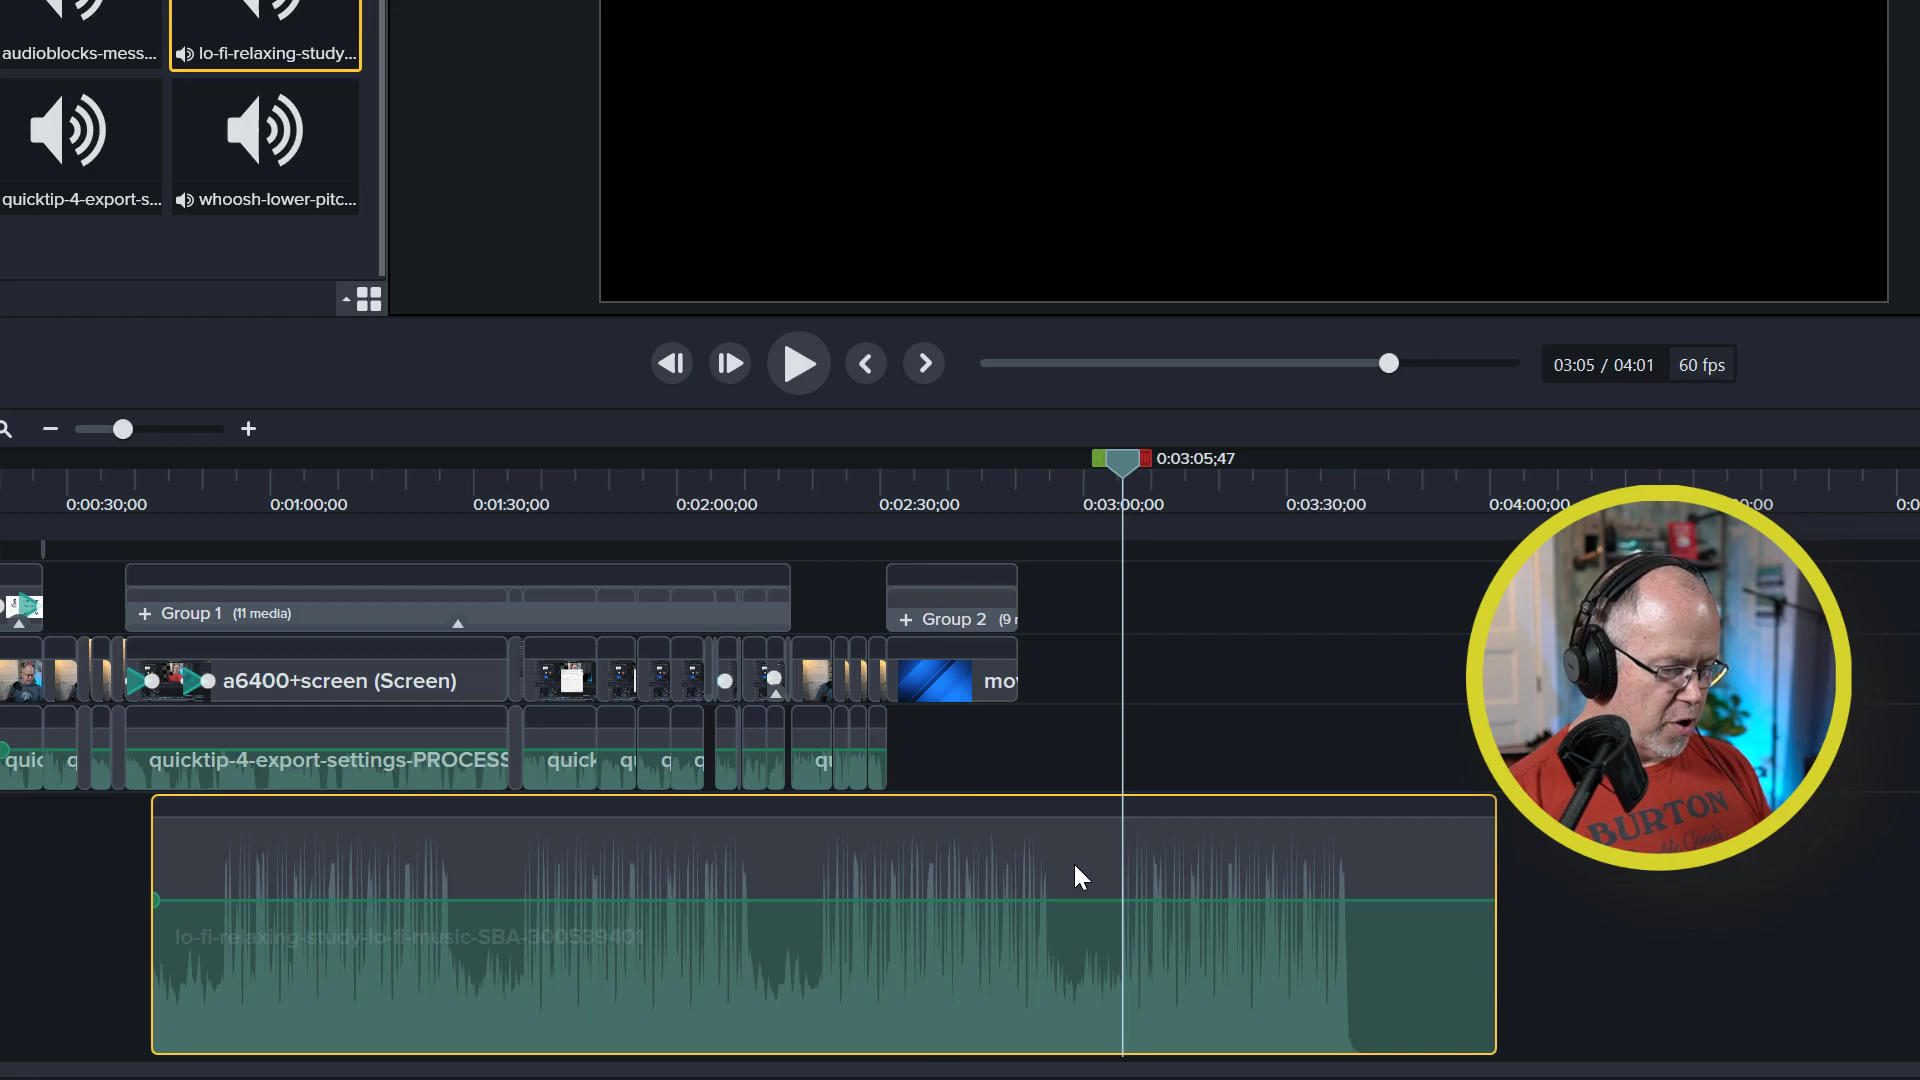 audioblocks-mess...
lo-fi-relaxing-study...
quicktip-4-export-s...
whoosh-lower-pitc...
03:05 / 04:01
60 fps
0:03:05;47
0:00:30;00
0:01:00;00
0:01:30;00
0:02:00;00
0:02:30;00
0:03:00;00
0:03:30;00
0:04:00;00
Group 1 (11 media)
Group 2 (9
a6400+screen (Screen)
quicktip-4-export-settings-PROCESS
quick
lo-fi-relaxing-study-lo-fi-music-SBA-300539401
BURTON